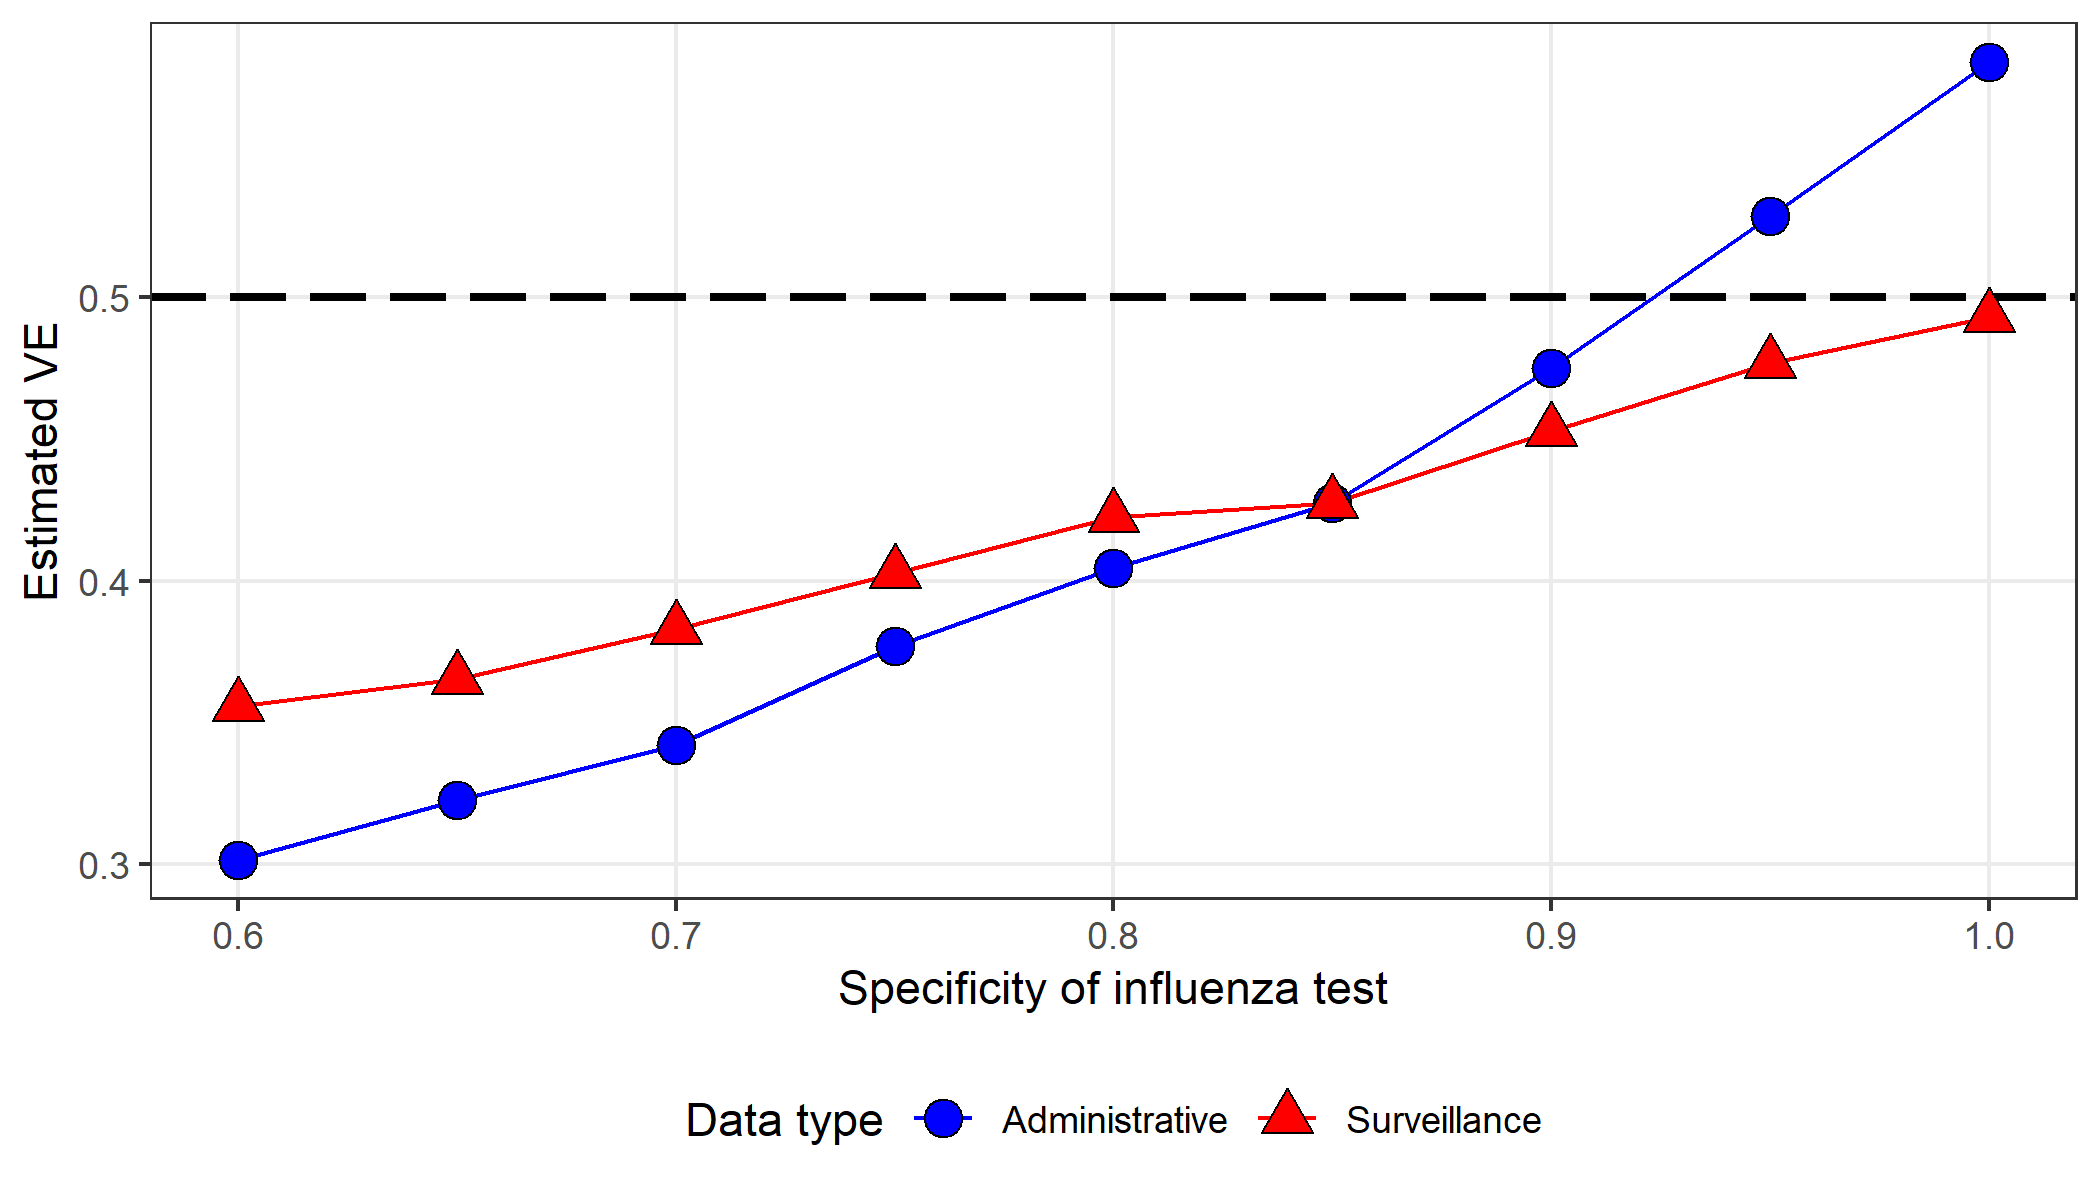 Estimated VE
0.5
0.4
0.3
0.6 0.7 0.8 0.9 1.0
Specificity of influenza test
Data type Administrative Surveillance